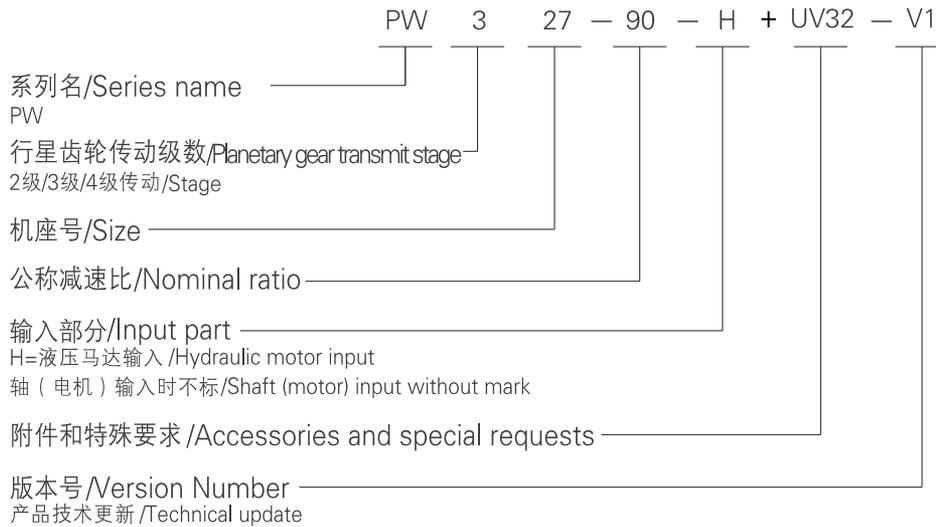 PW 3 27 — 90 — H + UV32 — V1
系列名/Series name
PW
行星齿轮传动级数/Planetary gear transmit stage
2级/3级/4级传动/Stage
机座号/Size
公称减速比/Nominal ratio
输入部分/Input part
H=液压马达输入/Hydraulic motor input
轴(电机)输入时不标/Shaft (motor) input without mark
附件和特殊要求/Accessories and special requests
版本号/Version Number
产品技术更新/Technical update